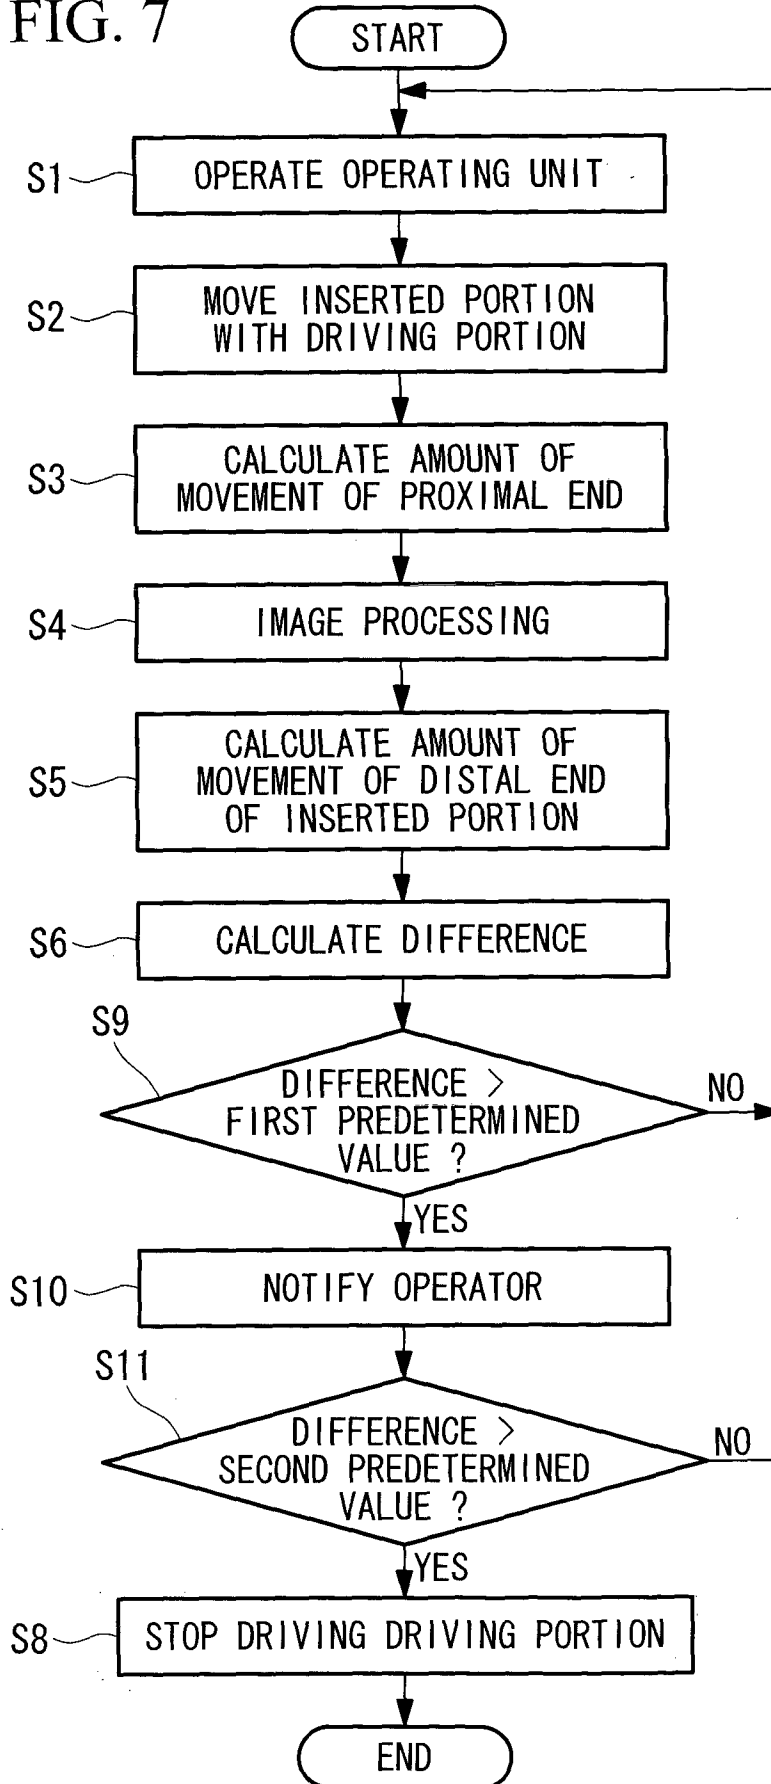 FIG. 7
START
S1
OPERATE OPERATING UNIT
S2
MOVE INSERTED PORTION
WITH DRIVING PORTION
S3
CALCULATE AMOUNT OF
MOVEMENT OF PROXIMAL END
S4
IMAGE PROCESSING
S5
CALCULATE AMOUNT OF
MOVEMENT OF DISTAL END
OF INSERTED PORTION
S6
CALCULATE DIFFERENCE
S9
DIFFERENCE >
FIRST PREDETERMINED
VALUE ?
NO
YES
S10
NOTIFY OPERATOR
S11
DIFFERENCE >
SECOND PREDETERMINED
VALUE ?
NO
YES
S8
STOP DRIVING DRIVING PORTION
END